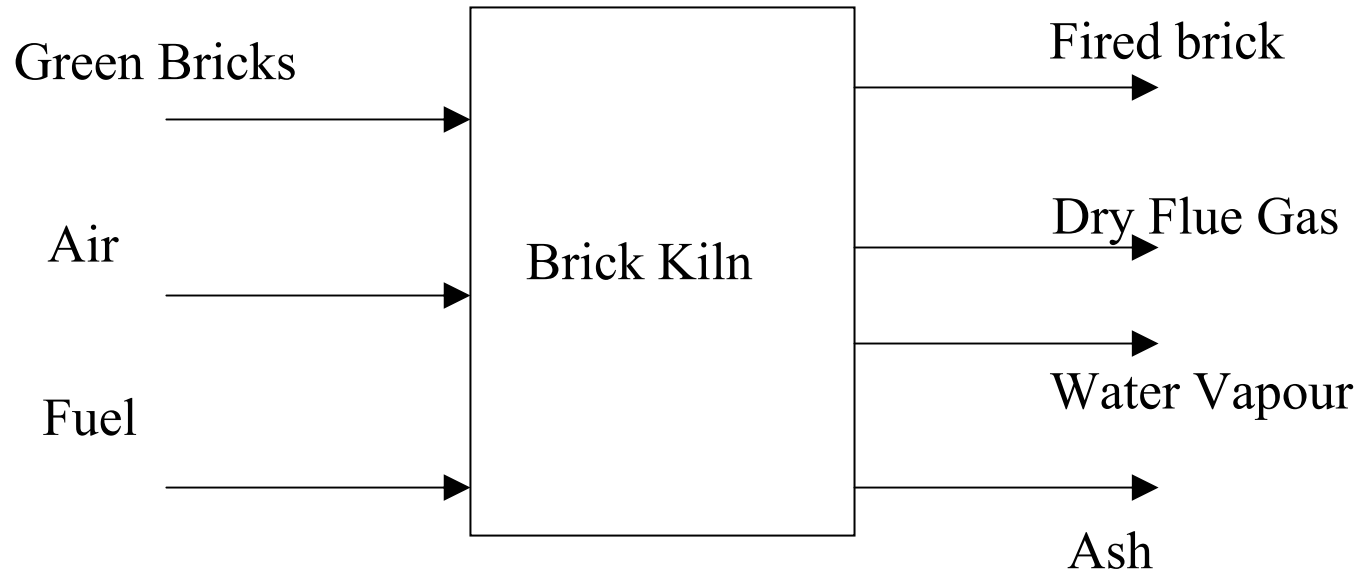 Green Bricks
Air
Fuel
Brick Kiln
Fired brick
Dry Flue Gas
Water Vapour
Ash